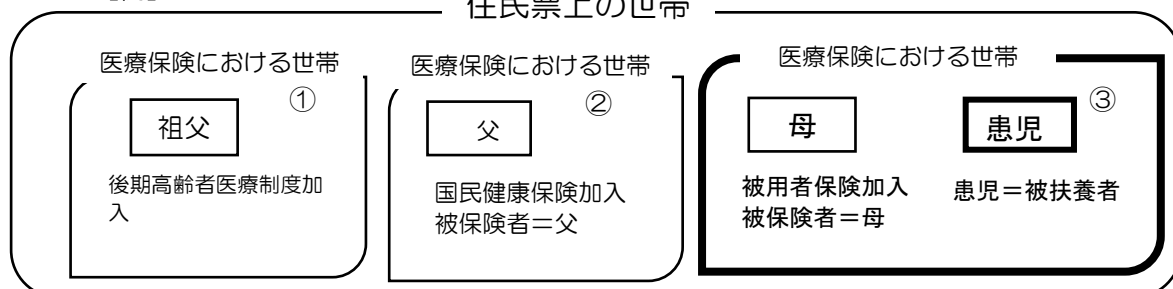 住民票上の世帯
医療保険における世帯
①
祖父
後期高齢者医療制度加
入
医療保険における世帯
②
父
国民健康保険加入
被保険者＝父
医療保険における世帯
③
母
患児
被用者保険加入
被保険者＝母
患児＝被扶養者